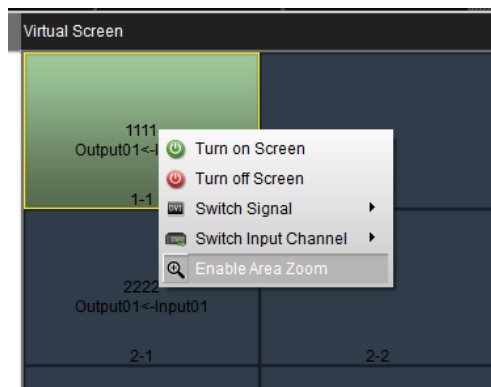 Virtual Screen
1111
Output01<-I
1-1
Turn on Screen
Turn off Screen
DVI Switch Signal
Switch Input Channel
Enable Area Zoom
2222
Output01<-Input01
2-1
2-2